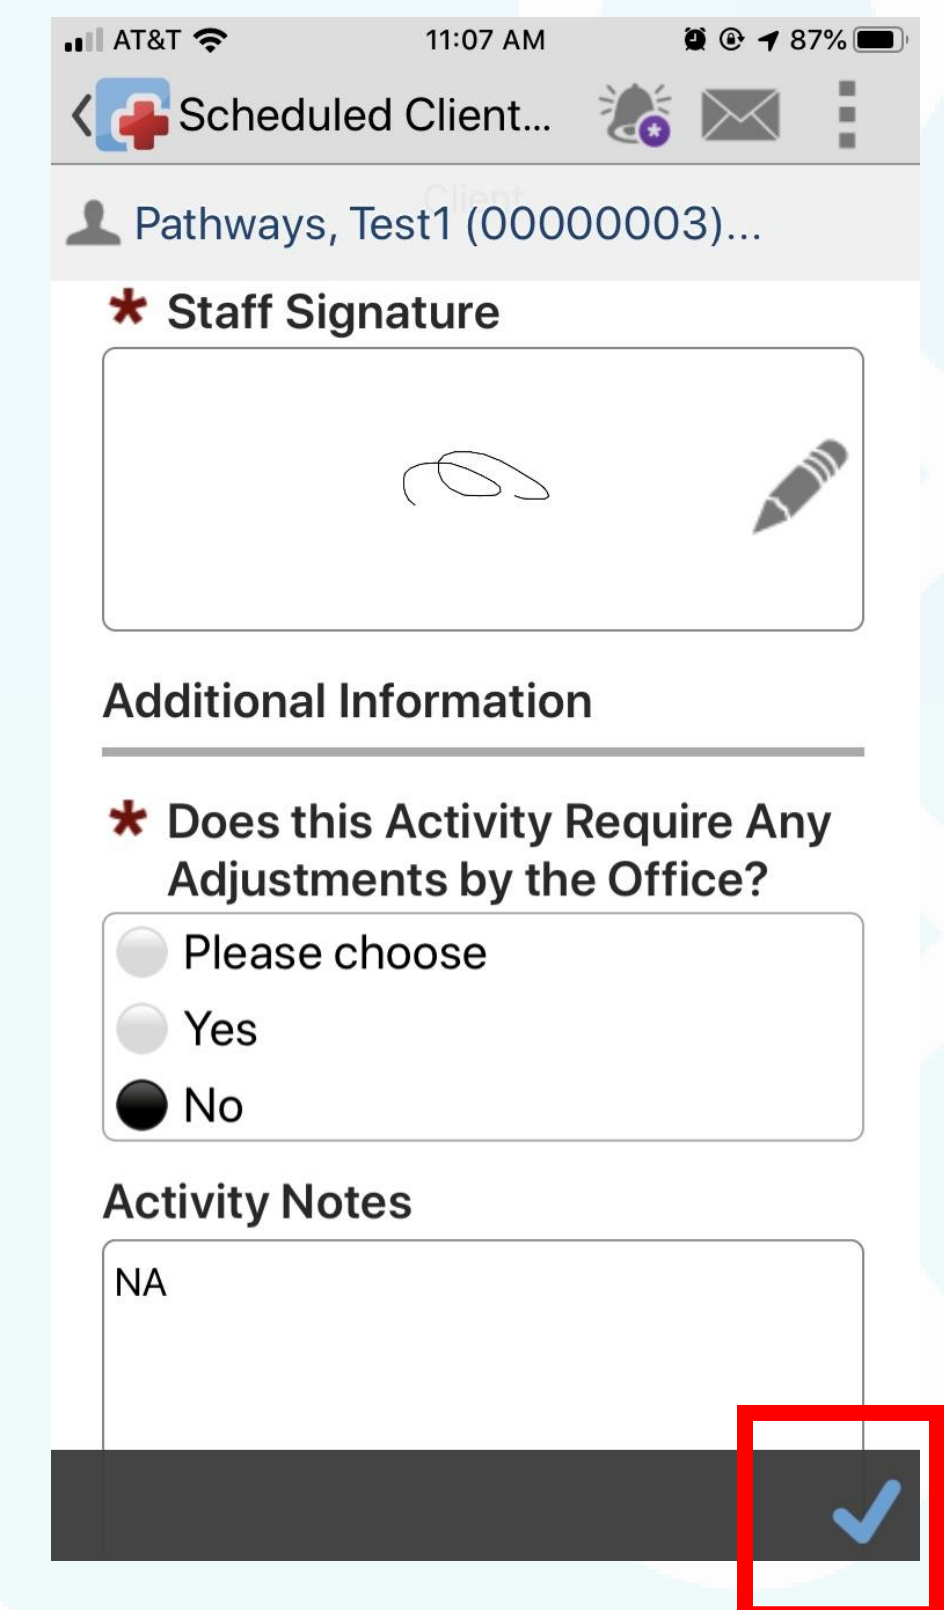 AT&T 11:07 AM 87%
Scheduled Client...
Client
Pathways, Test1 (00000003)...
* Staff Signature
Additional Information
* Does this Activity Require Any
Adjustments by the Office?
Please choose
Yes
No
Activity Notes
NA